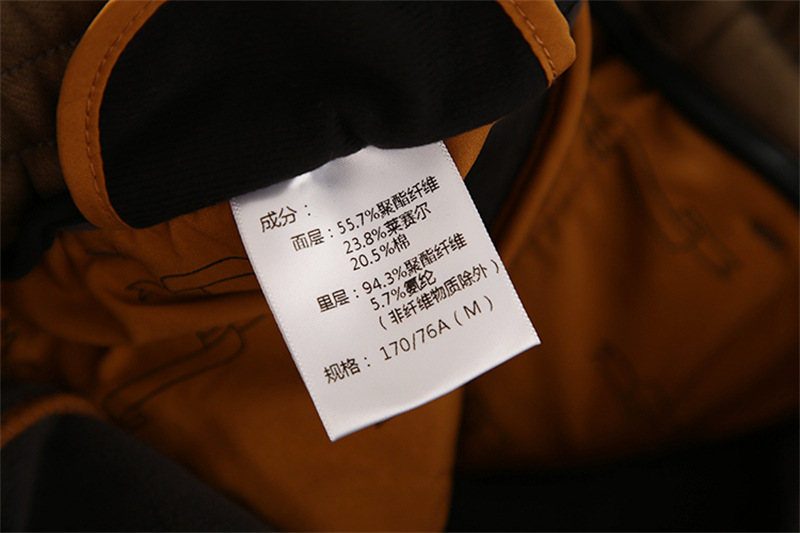 成分：
面层：55.7%聚酯纤维
23.8%莱赛尔
20.5%棉
里层：94.3%聚酯纤维
5.7%氨纶
（非纤维物质除外）
规格：170/76A（M）